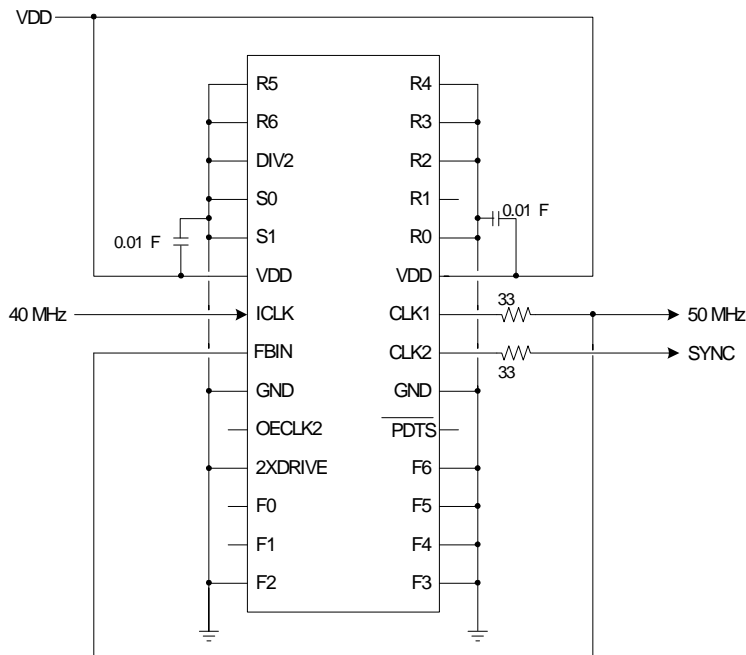 VDD
R5
R4
R6
R3
DIV2
R2
S0
R1
0.01 F
S1
R0
0.01 F
VDD
VDD
40 MHz
ICLK
CLK1
33
50 MHz
FBIN
CLK2
33
SYNC
GND
GND
OECLK2
PDTS
2XDRIVE
F6
F0
F5
F1
F4
F2
F3